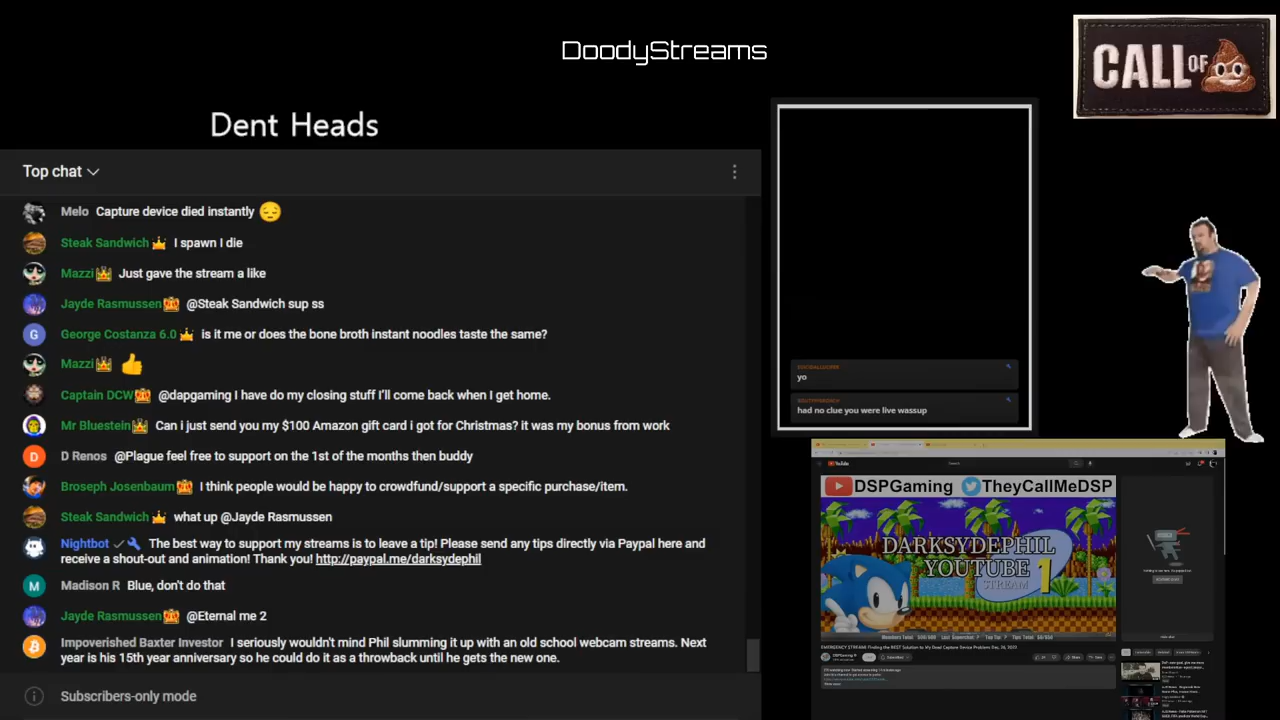 DoodyStreams
CALL OF
Dent Heads
Top chat
Melo Capture device died instantly
Steak Sandwich I spawn I die
Mazzi Just gave the stream a like
Jayde Rasmussen @Steak Sandwich sup ss
G George Costanza 6.0 is it me or does the bone broth instant noodles taste the same?
Mazzi
Captain DCW @dapgaming I have do my closing stuff I'll come back when I get home.
Mr Bluestein Can i just send you my $100 Amazon gift card i got for Christmas? it was my bonus from work
D D Renos @Plague feel free to support on the 1st of the months then buddy
Broseph Josenbaum I think people would be happy to crowdfund/support a specific purchase/item.
Steak Sandwich what up @Jayde Rasmussen
Nightbot The best way to support my streams is to leave a tip! Please send any tips directly via Paypal here and
receive a shout-out and animation! Thank you! http://paypal.me/darksydephil
M Madison R Blue, don't do that
Jayde Rasmussen @Eternal me 2
Impoverished Baxter Investor I seriously wouldn't mind Phil slumming it up with an old school webcam streams. Next
year is his 15th year anniversary so he should do it as a throwback until he gets the new one.
Subscribers-only mode
yo
had no clue you were live wassup
YouTube
Search
DSPGaming TheyCallMeDSP
DARKSYDEPHIL
YOUTUBE
STREAM 1